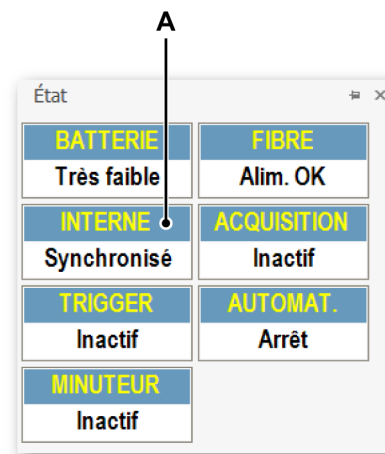 A
État
BATTERIE
Très faible
FIBRE
Alim. OK
INTERNE
Synchronisé
ACQUISITION
Inactif
TRIGGER
Inactif
AUTOMAT.
Arrêt
MINUTEUR
Inactif